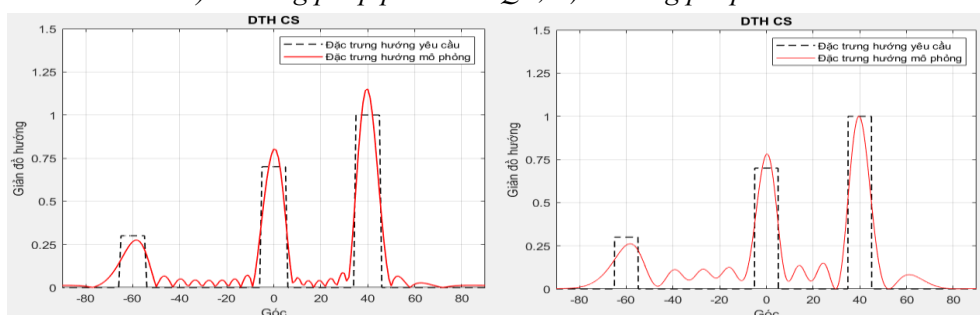 DTH CS
1.5
1.25
1
0.75
0.5
0.25
0
Giản đồ hướng
Đặc trưng hướng yêu cầu
Đặc trưng hướng mô phỏng
-80 -60 -40 -20 0 20 40 60 80
Góc
DTH CS
1.5
1.25
1
0.75
0.5
0.25
0
Giản đồ hướng
Đặc trưng hướng yêu cầu
Đặc trưng hướng mô phỏng
-80 -60 -40 -20 0 20 40 60 80
Góc